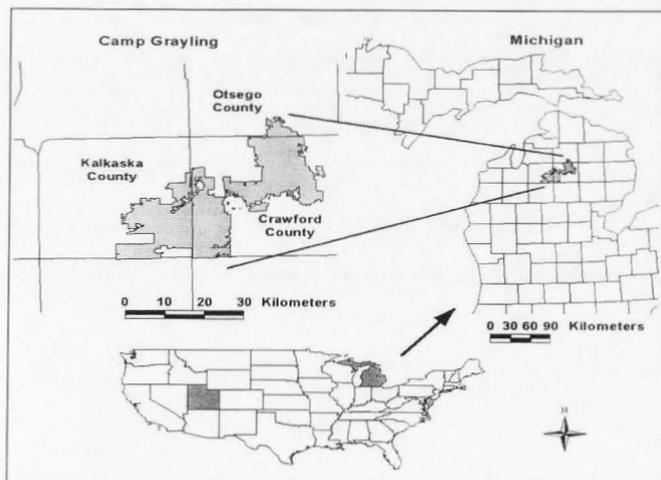 Camp Grayling
Michigan
Otsego
County
Kalkaska
County
Crawford
County
0 10 20 30 Kilometers
0 30 60 90 Kilometers
N